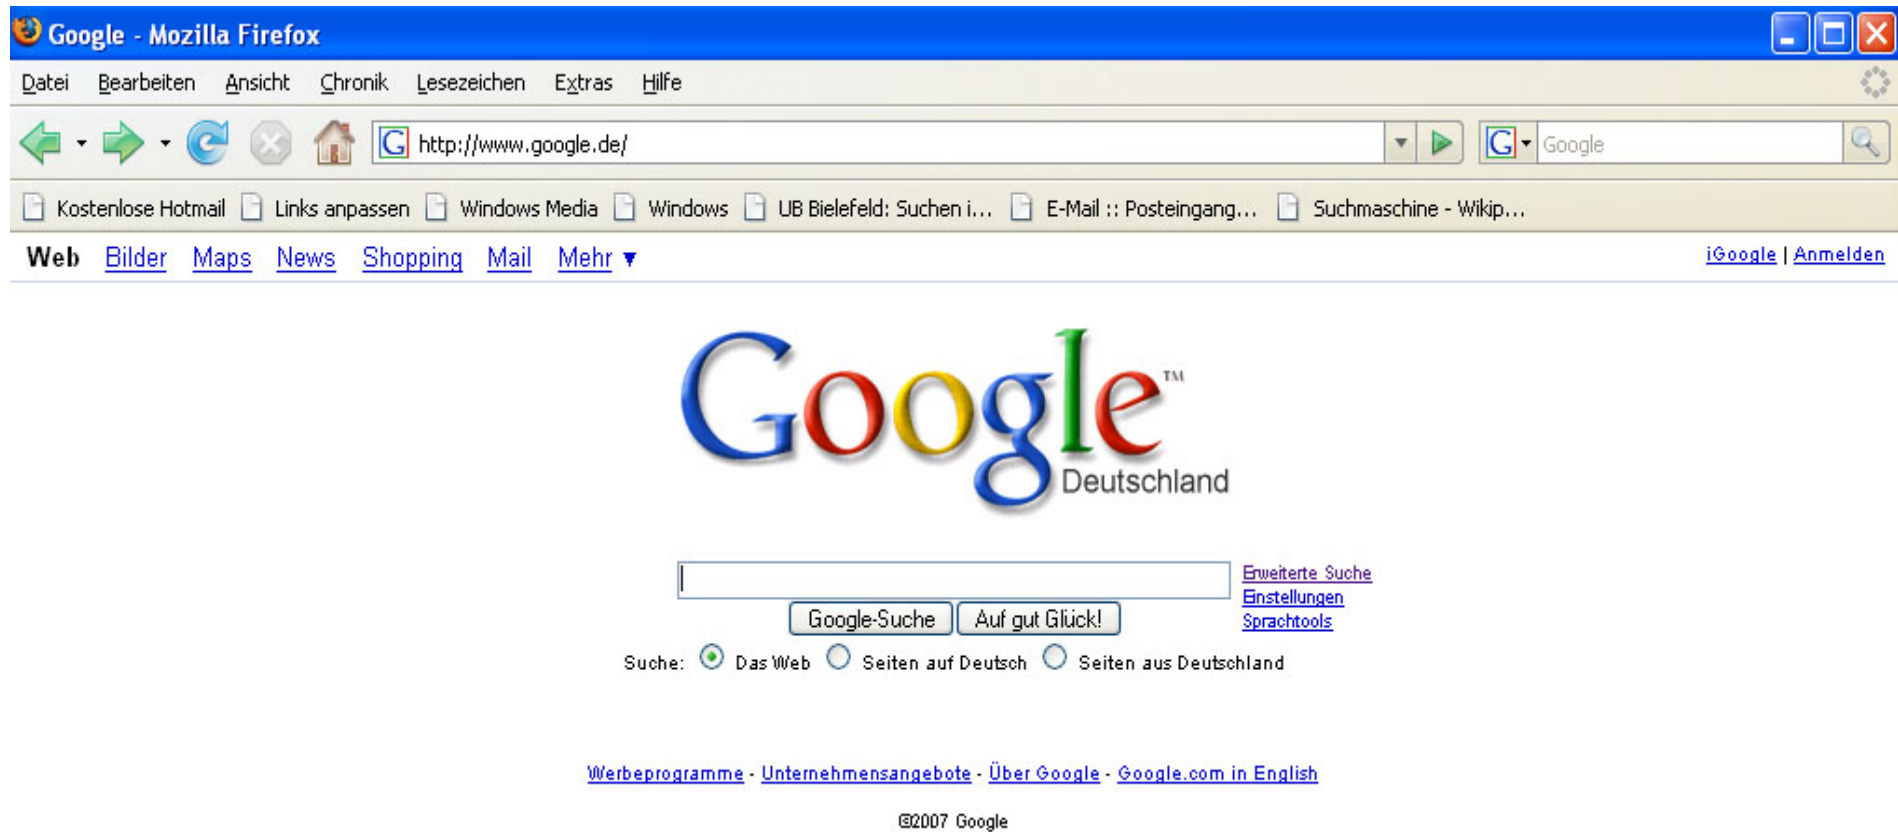 Google - Mozilla Firefox
Datei Bearbeiten Ansicht Chronik Lesezeichen Extras Hilfe
http://www.google.de/ Google
Kostenlose Hotmail Links anpassen Windows Media Windows UB Bielefeld: Suchen i... E-Mail :: Posteingang... Suchmaschine - Wikip...
Web Bilder Maps News Shopping Mail Mehr ▼ iGoogle | Anmelden
Google™
Deutschland
Erweiterte Suche
Einstellungen
Google-Suche Auf gut Glück! Sprachtools
Suche: Das Web Seiten auf Deutsch Seiten aus Deutschland
Werbeprogramme - Unternehmensangebote - Über Google - Google.com in English
©2007 Google